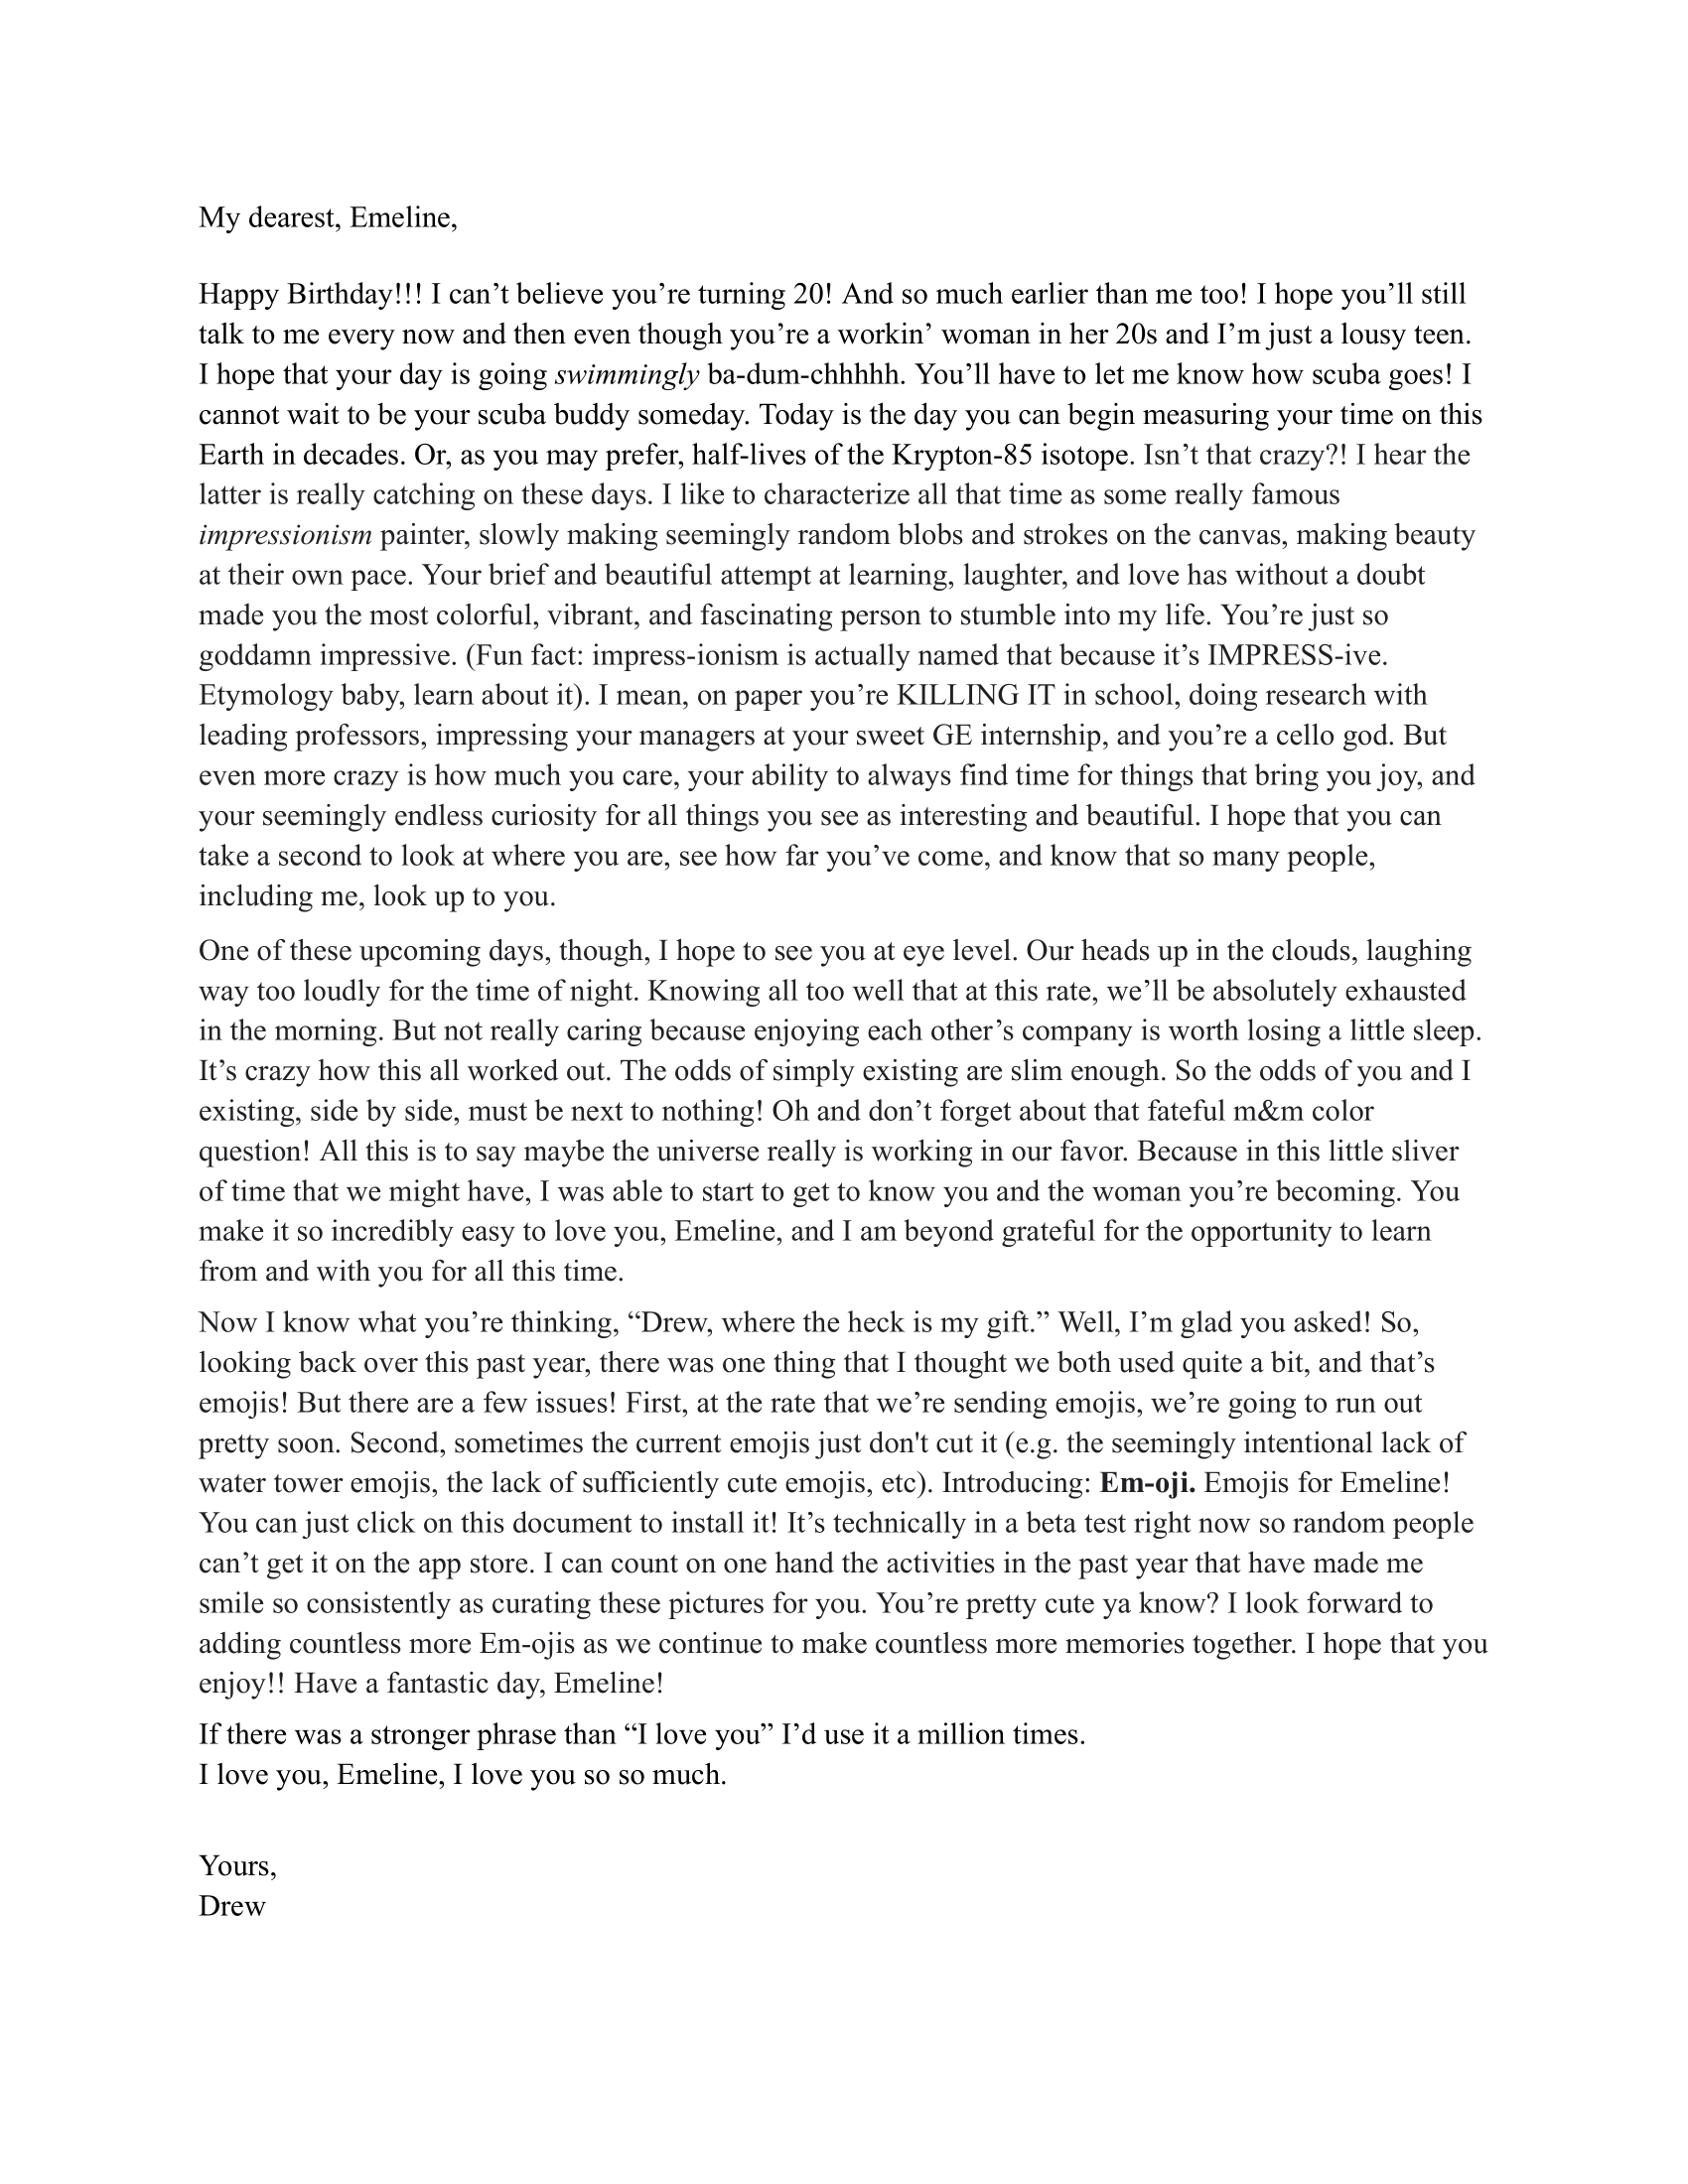 My dearest, Emeline,
Happy Birthday!!! I can’t believe you’re turning 20! And so much earlier than me too! I hope you’ll still
talk to me every now and then even though you’re a workin’ woman in her 20s and I’m just a lousy teen.
I hope that your day is going swimmingly ba-dum-chhhhh. You’ll have to let me know how scuba goes! I
cannot wait to be your scuba buddy someday. Today is the day you can begin measuring your time on this
Earth in decades. Or, as you may prefer, half-lives of the Krypton-85 isotope. Isn’t that crazy?! I hear the
latter is really catching on these days. I like to characterize all that time as some really famous
impressionism painter, slowly making seemingly random blobs and strokes on the canvas, making beauty
at their own pace. Your brief and beautiful attempt at learning, laughter, and love has without a doubt
made you the most colorful, vibrant, and fascinating person to stumble into my life. You’re just so
goddamn impressive. (Fun fact: impress-ionism is actually named that because it’s IMPRESS-ive.
Etymology baby, learn about it). I mean, on paper you’re KILLING IT in school, doing research with
leading professors, impressing your managers at your sweet GE internship, and you’re a cello god. But
even more crazy is how much you care, your ability to always find time for things that bring you joy, and
your seemingly endless curiosity for all things you see as interesting and beautiful. I hope that you can
take a second to look at where you are, see how far you’ve come, and know that so many people,
including me, look up to you.
One of these upcoming days, though, I hope to see you at eye level. Our heads up in the clouds, laughing
way too loudly for the time of night. Knowing all too well that at this rate, we’ll be absolutely exhausted
in the morning. But not really caring because enjoying each other’s company is worth losing a little sleep.
It’s crazy how this all worked out. The odds of simply existing are slim enough. So the odds of you and I
existing, side by side, must be next to nothing! Oh and don’t forget about that fateful m&m color
question! All this is to say maybe the universe really is working in our favor. Because in this little sliver
of time that we might have, I was able to start to get to know you and the woman you’re becoming. You
make it so incredibly easy to love you, Emeline, and I am beyond grateful for the opportunity to learn
from and with you for all this time.
Now I know what you’re thinking, “Drew, where the heck is my gift.” Well, I’m glad you asked! So,
looking back over this past year, there was one thing that I thought we both used quite a bit, and that’s
emojis! But there are a few issues! First, at the rate that we’re sending emojis, we’re going to run out
pretty soon. Second, sometimes the current emojis just don't cut it (e.g. the seemingly intentional lack of
water tower emojis, the lack of sufficiently cute emojis, etc). Introducing: Em-oji. Emojis for Emeline!
You can just click on this document to install it! It’s technically in a beta test right now so random people
can’t get it on the app store. I can count on one hand the activities in the past year that have made me
smile so consistently as curating these pictures for you. You’re pretty cute ya know? I look forward to
adding countless more Em-ojis as we continue to make countless more memories together. I hope that you
enjoy!! Have a fantastic day, Emeline!
If there was a stronger phrase than “I love you” I’d use it a million times.
I love you, Emeline, I love you so so much.
Yours,
Drew